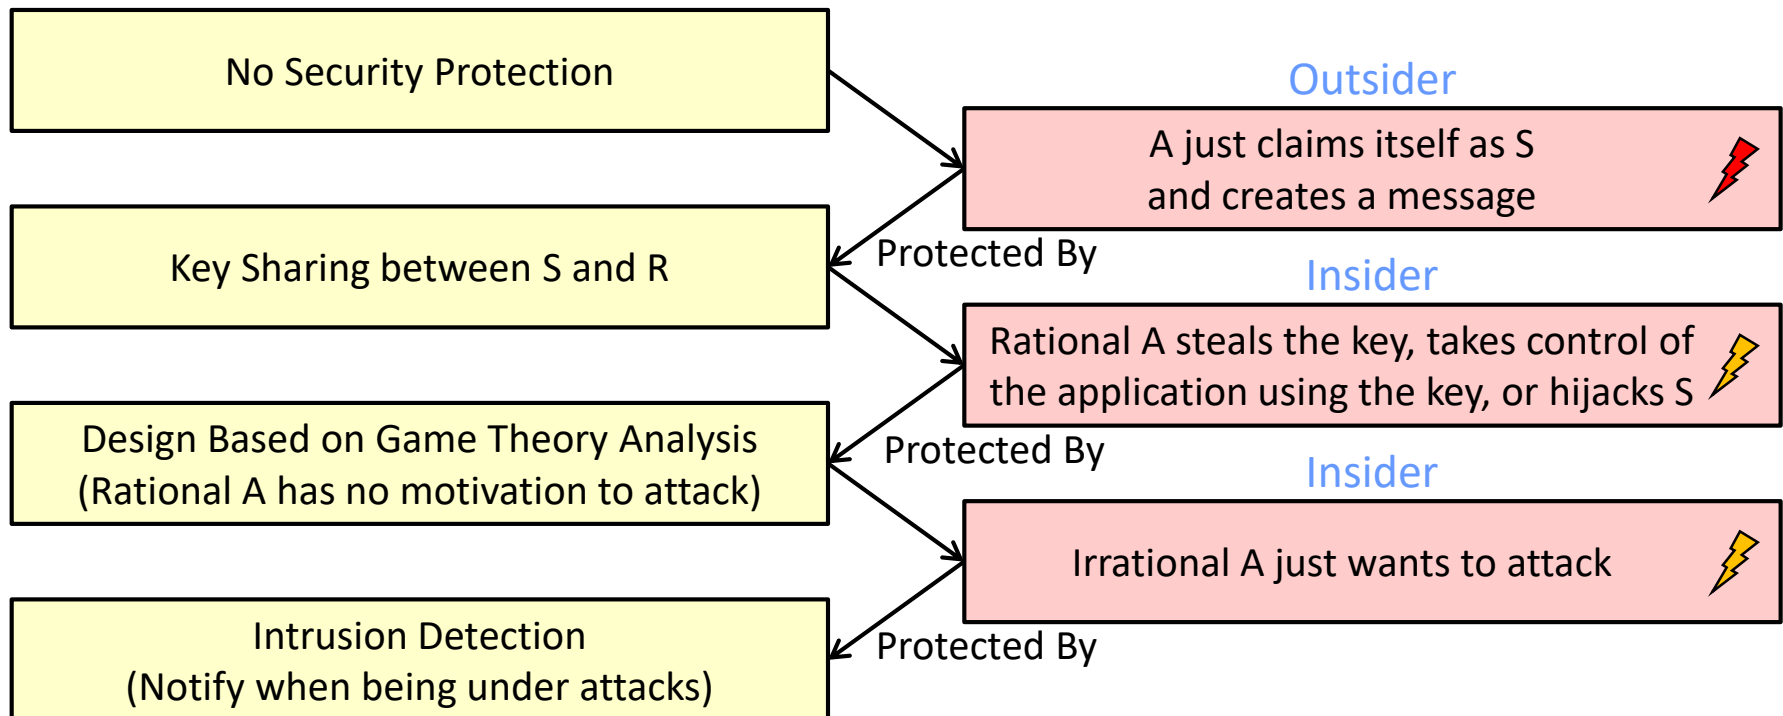 No Security Protection
Outsider
A just claims itself as S
and creates a message
Protected By
Key Sharing between S and R
Insider
Rational A steals the key, takes control of
the application using the key, or hijacks S
Protected By
Design Based on Game Theory Analysis
(Rational A has no motivation to attack)
Insider
Irrational A just wants to attack
Protected By
Intrusion Detection
(Notify when being under attacks)